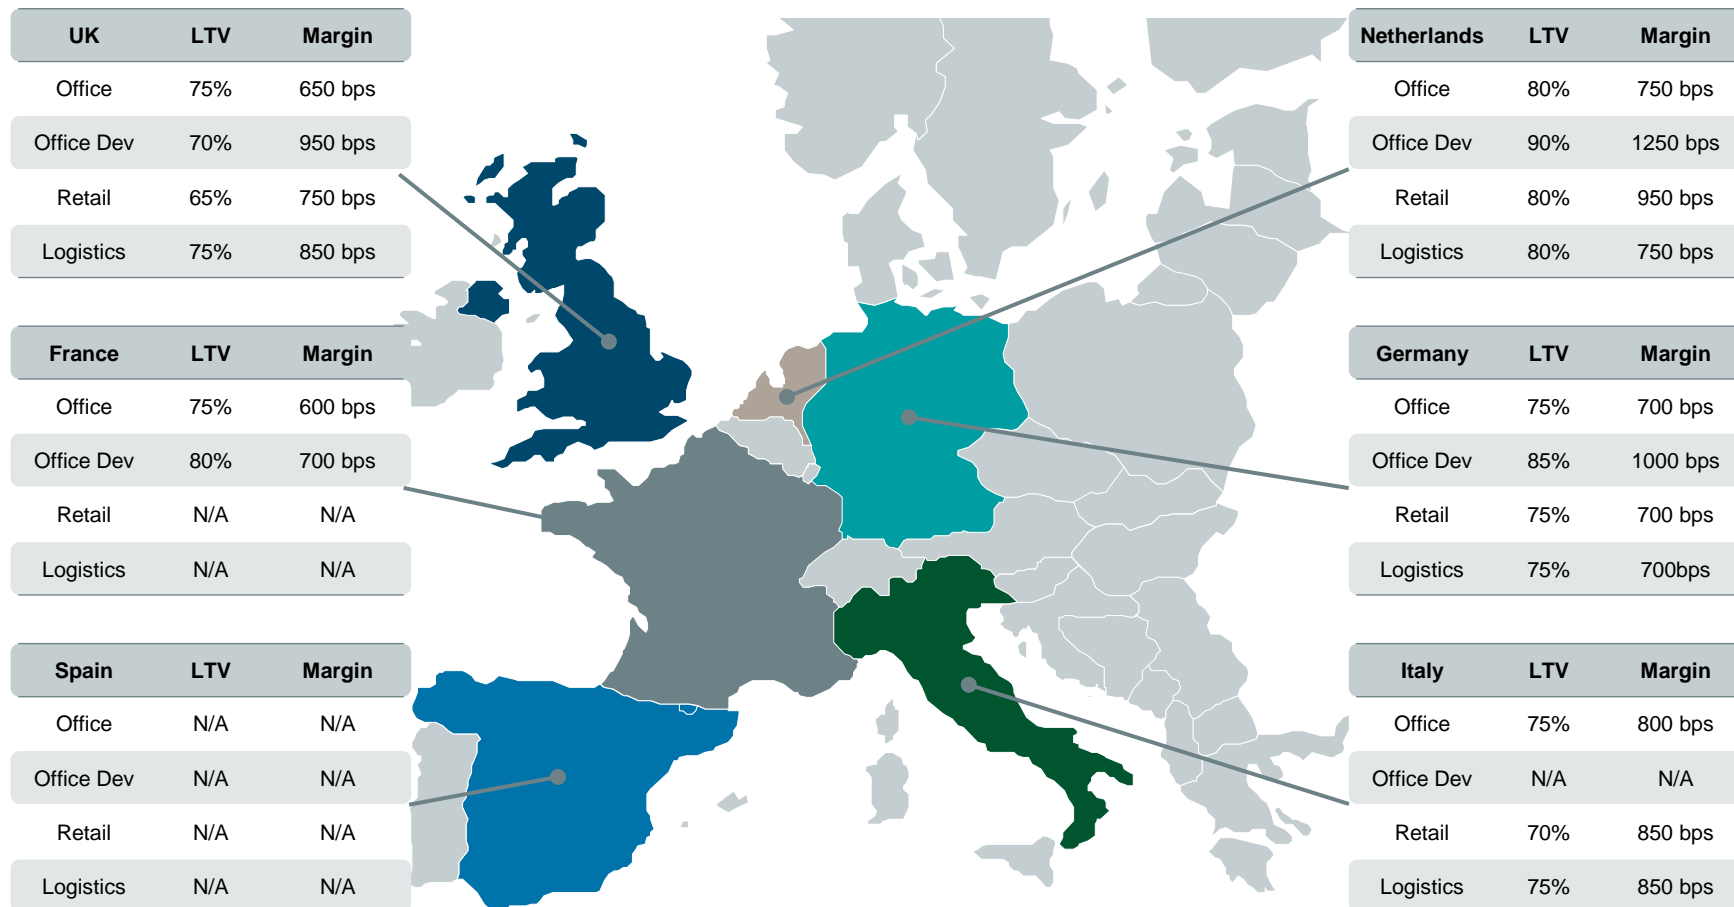 UK LTV Margin
Office 75% 650 bps
Office Dev 70% 950 bps
Retail 65% 750 bps
Logistics 75% 850 bps
France LTV Margin
Office 75% 600 bps
Office Dev 80% 700 bps
Retail N/A N/A
Logistics N/A N/A
Spain LTV Margin
Office N/A N/A
Office Dev N/A N/A
Retail N/A N/A
Logistics N/A N/A
Netherlands LTV Margin
Office 80% 750 bps
Office Dev 90% 1250 bps
Retail 80% 950 bps
Logistics 80% 750 bps
Germany LTV Margin
Office 75% 700 bps
Office Dev 85% 1000 bps
Retail 75% 700 bps
Logistics 75% 700bps
Italy LTV Margin
Office 75% 800 bps
Office Dev N/A N/A
Retail 70% 850 bps
Logistics 75% 850 bps